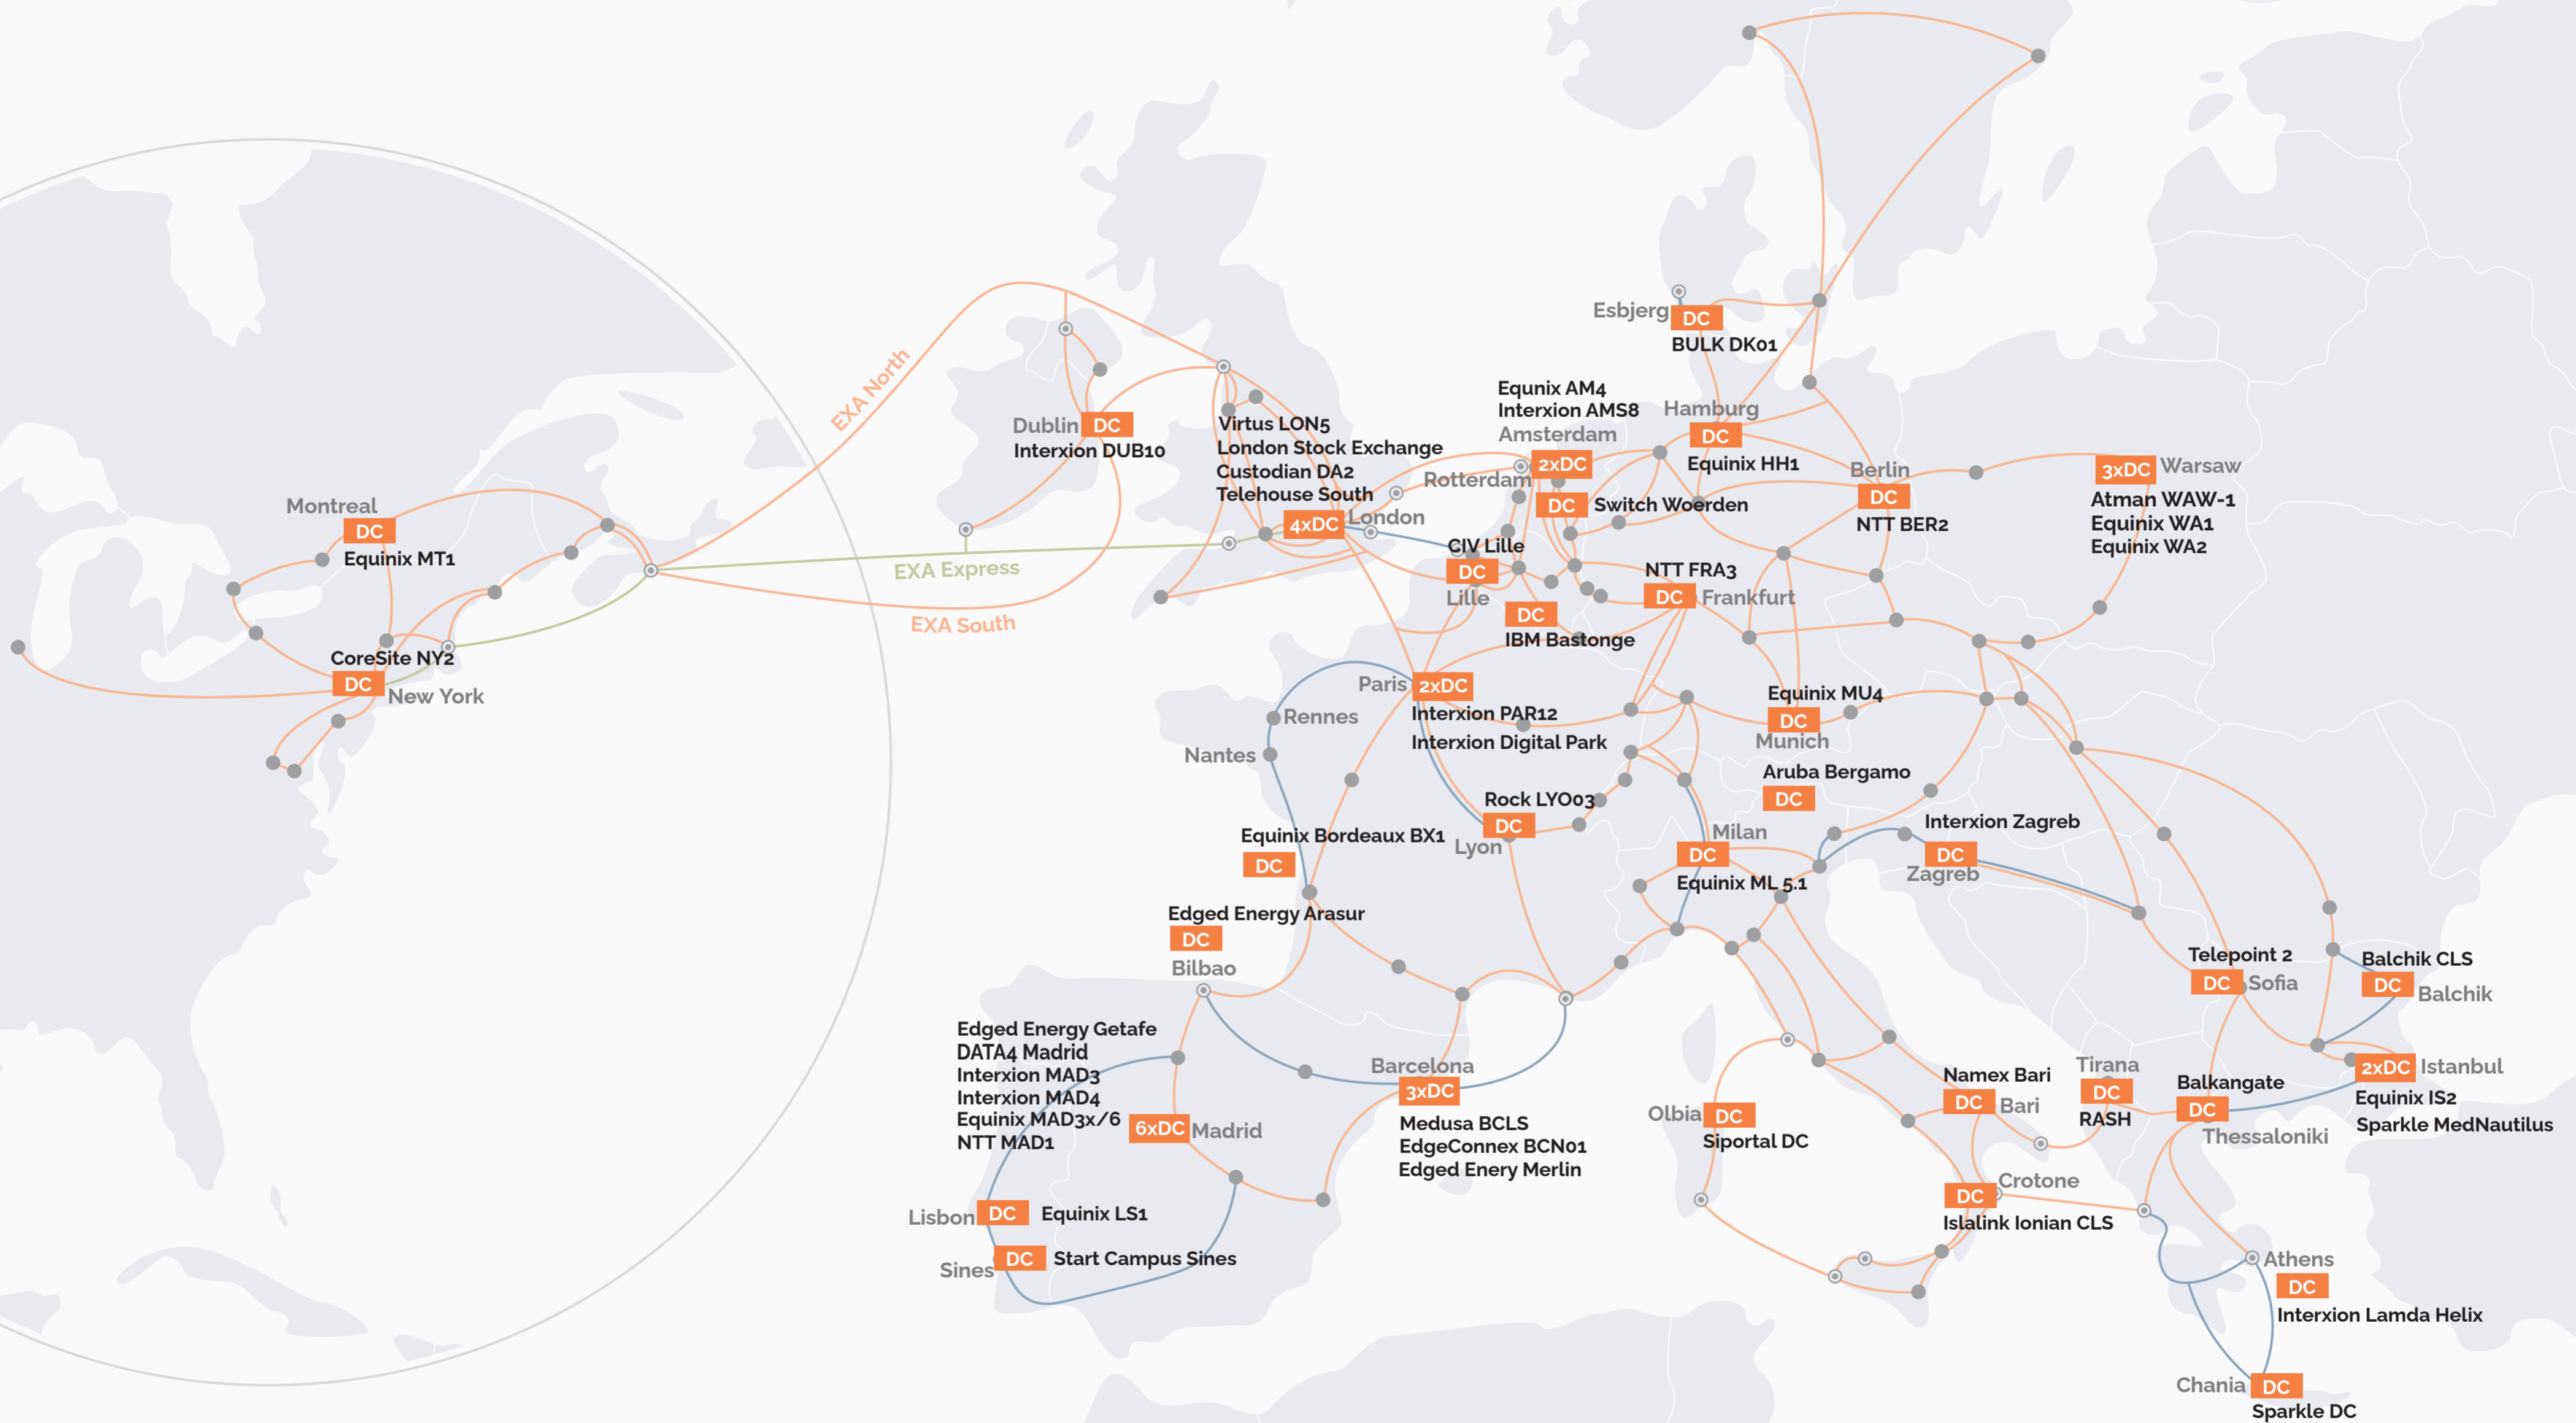 EXA North
EXA Express
EXA South
Montreal
DC
Equinix MT1
CoreSite NY2
DC
New York
Dublin
DC
Interxion DUB10
Virtus LON5
London Stock Exchange
Custodian DA2
Telehouse South
4xDC
London
Esbjerg
DC
BULK DK01
Equnix AM4
Interxion AMS8
Amsterdam
2xDC
Rotterdam
DC
Switch Woerden
Hamburg
DC
Equinix HH1
Berlin
DC
NTT BER2
3xDC
Warsaw
Atman WAW-1
Equinix WA1
Equinix WA2
CIV Lille
DC
Lille
NTT FRA3
DC
Frankfurt
DC
IBM Bastonge
Paris
2xDC
Interxion PAR12
Interxion Digital Park
Rennes
Nantes
Equinix MU4
DC
Munich
Aruba Bergamo
DC
Rock LYO03
DC
Lyon
Milan
DC
Equinix ML 5.1
Interxion Zagreb
DC
Zagreb
Equinix Bordeaux BX1
DC
Edged Energy Arasur
DC
Bilbao
Edged Energy Getafe
DATA4 Madrid
Interxion MAD3
Interxion MAD4
Equinix MAD3x/6
NTT MAD1
6xDC
Madrid
Barcelona
3xDC
Medusa BCLS
EdgeConnex BCN01
Edged Enery Merlin
Lisbon
DC
Equinix LS1
Sines
DC
Start Campus Sines
Olbia
DC
Siportal DC
Namex Bari
DC
Bari
Crotone
DC
Islalink Ionian CLS
Tirana
DC
RASH
Telepoint 2
DC
Sofia
Balchik CLS
DC
Balchik
Balkangate
DC
Thessaloniki
2xDC
Istanbul
Equinix IS2
Sparkle MedNautilus
Athens
DC
Interxion Lamda Helix
Chania
DC
Sparkle DC